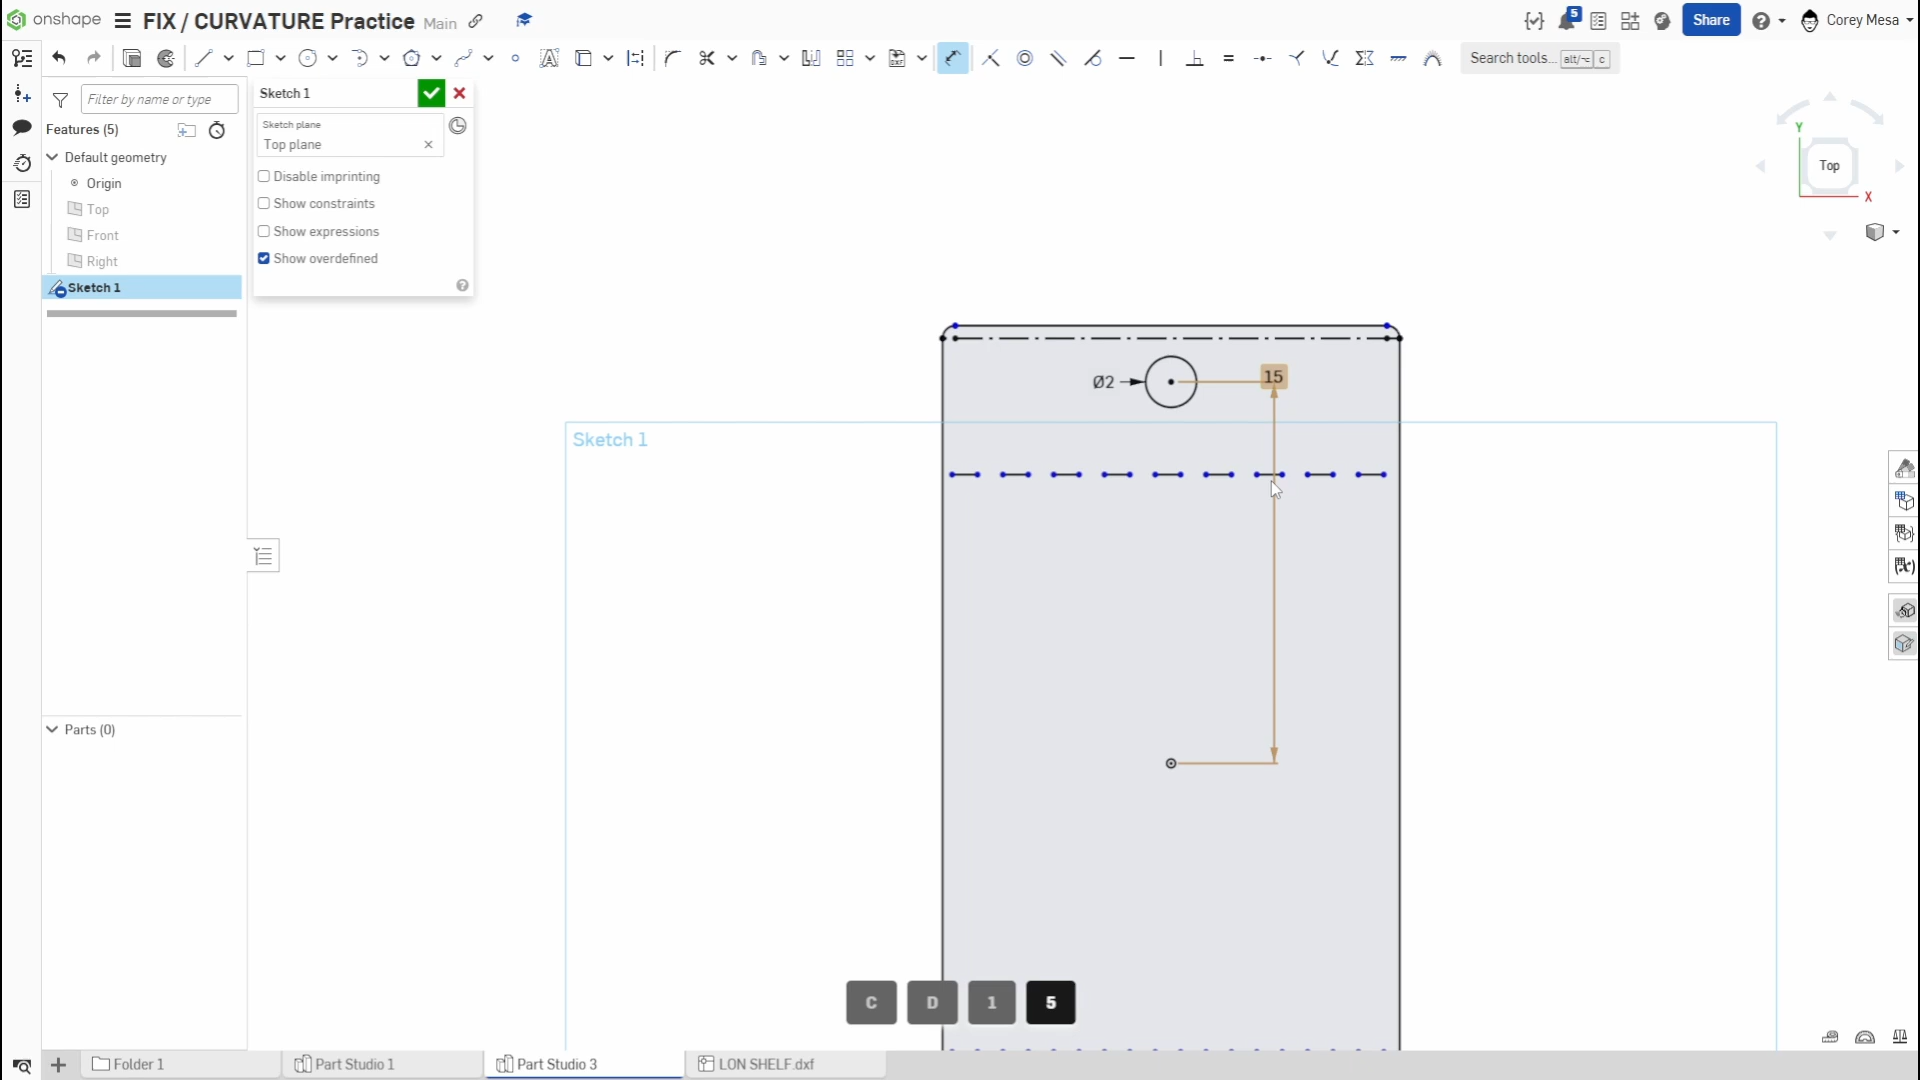 onshape FIX / CURVATURE Practice Main 5 Share Corey Mesa
Search tools... alt/⌥ c
Filter by name or type
Features (5)
Default geometry
Origin
Top
Front
Right
Sketch 1
Parts (0)
Sketch 1
Sketch plane
Top plane
Disable imprinting
Show constraints
Show expressions
Show overdefined
Y
Top
X
Ø2
15
Sketch 1
(x)
C D 1 5
Folder 1 Part Studio 1 Part Studio 3 LON SHELF.dxf